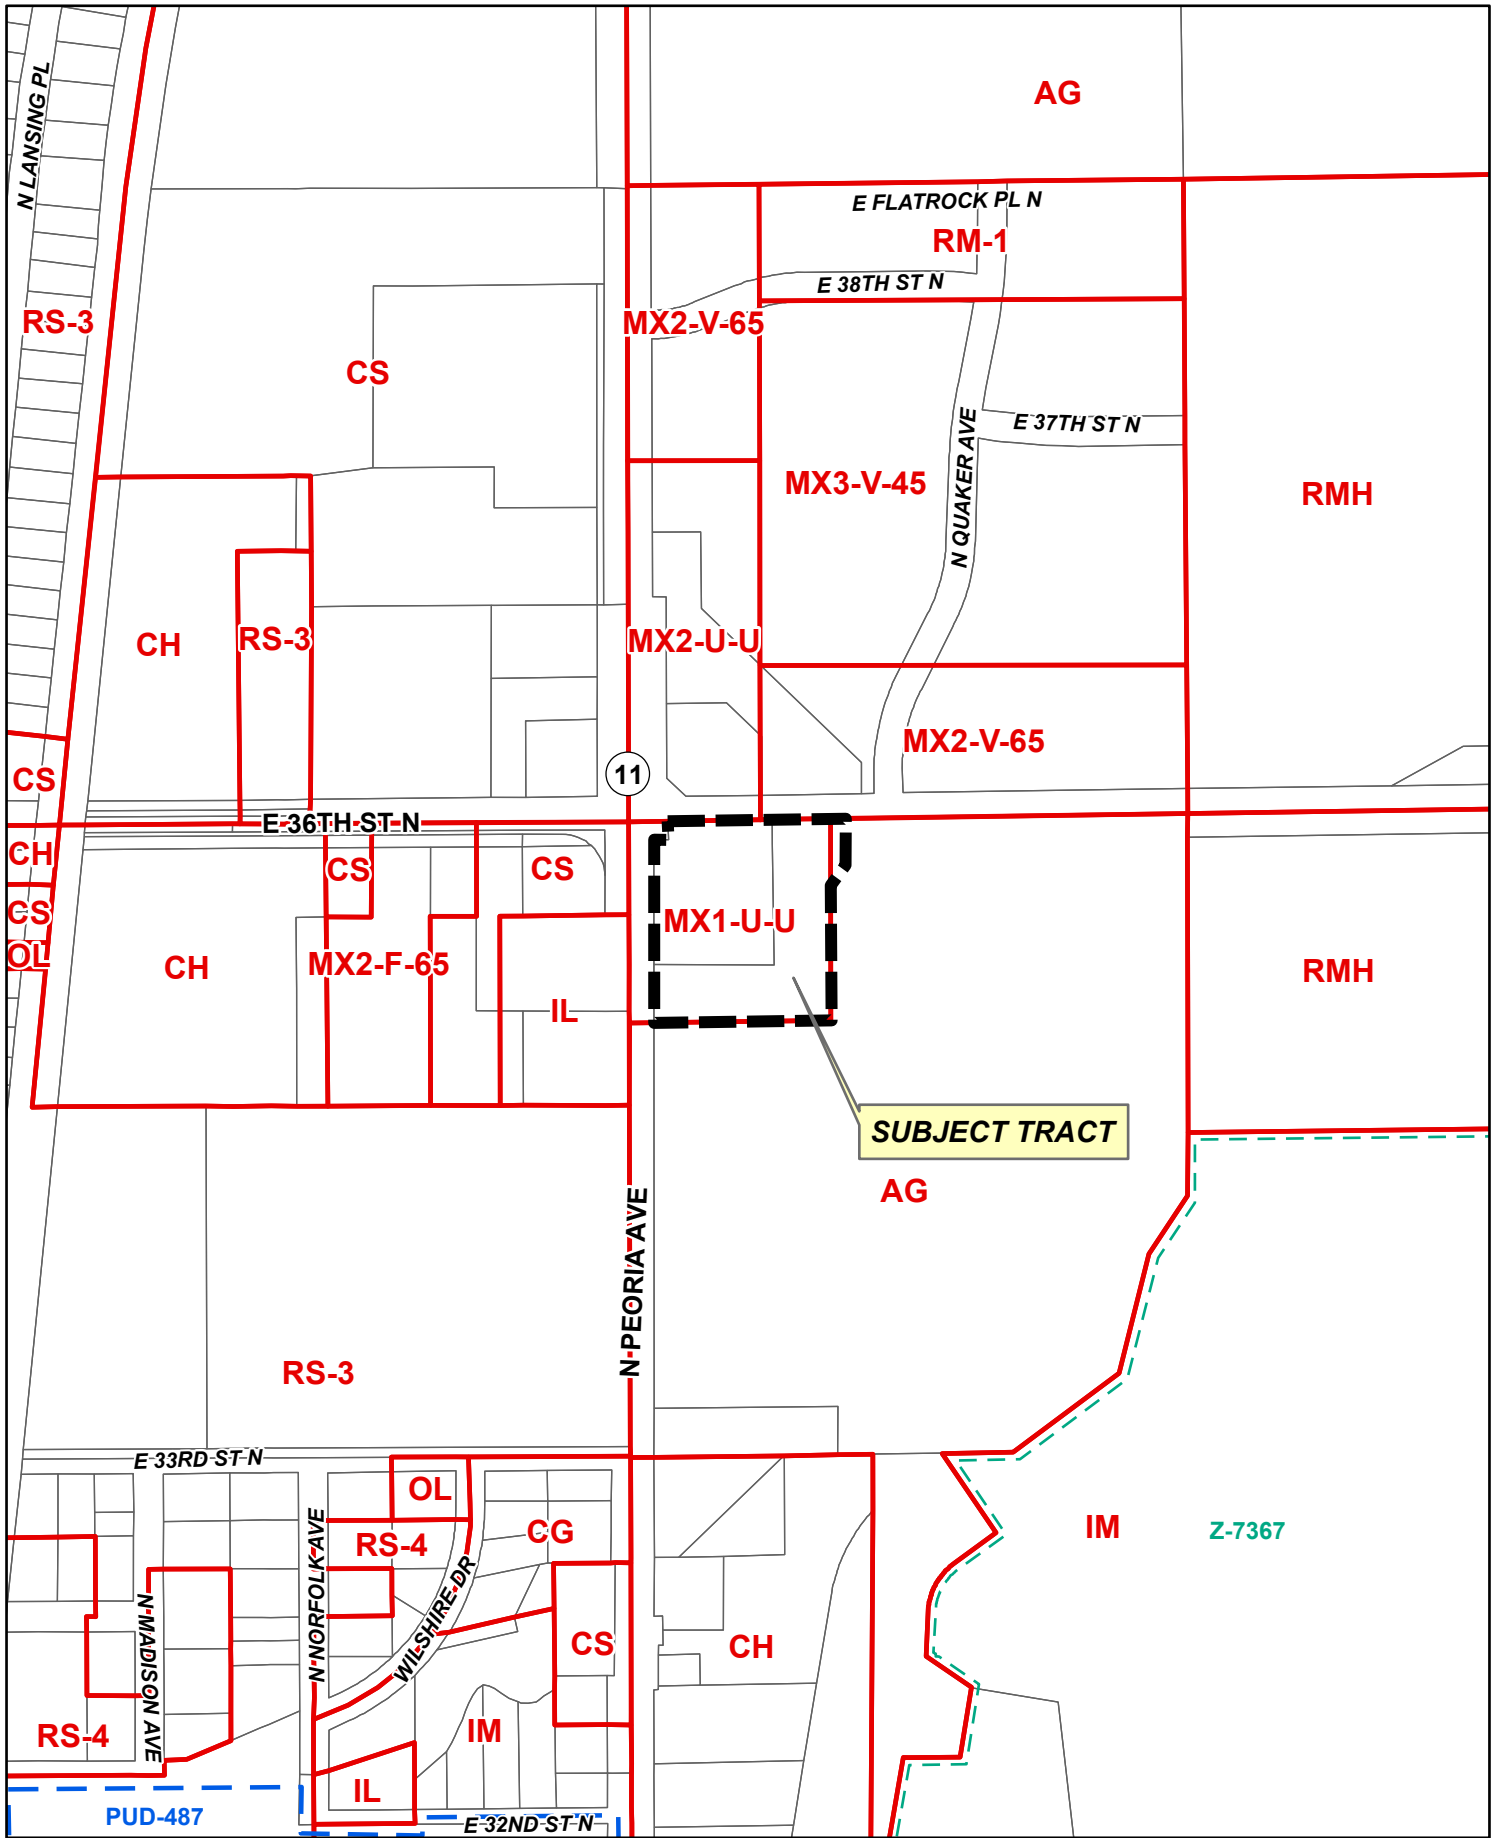 N LANSING PL
AG
E FLATROCK PL N
RM-1
E 38TH ST N
RS-3
MX2-V-65
CS
N QUAKER AVE
E 37TH ST N
MX3-V-45
RMH
CH
RS-3
MX2-U-U
MX2-V-65
CS
11
E 36TH ST N
CH
CS
CS
CS
MX1-U-U
OL
CH
MX2-F-65
RMH
IL
SUBJECT TRACT
AG
N PEORIA AVE
RS-3
E 33RD ST N
OL
CG
IM
Z-7367
RS-4
N NORFOLK AVE
WILSHIRE DR
N MADISON AVE
CS
CH
RS-4
IM
IL
PUD-487
E 32ND ST N